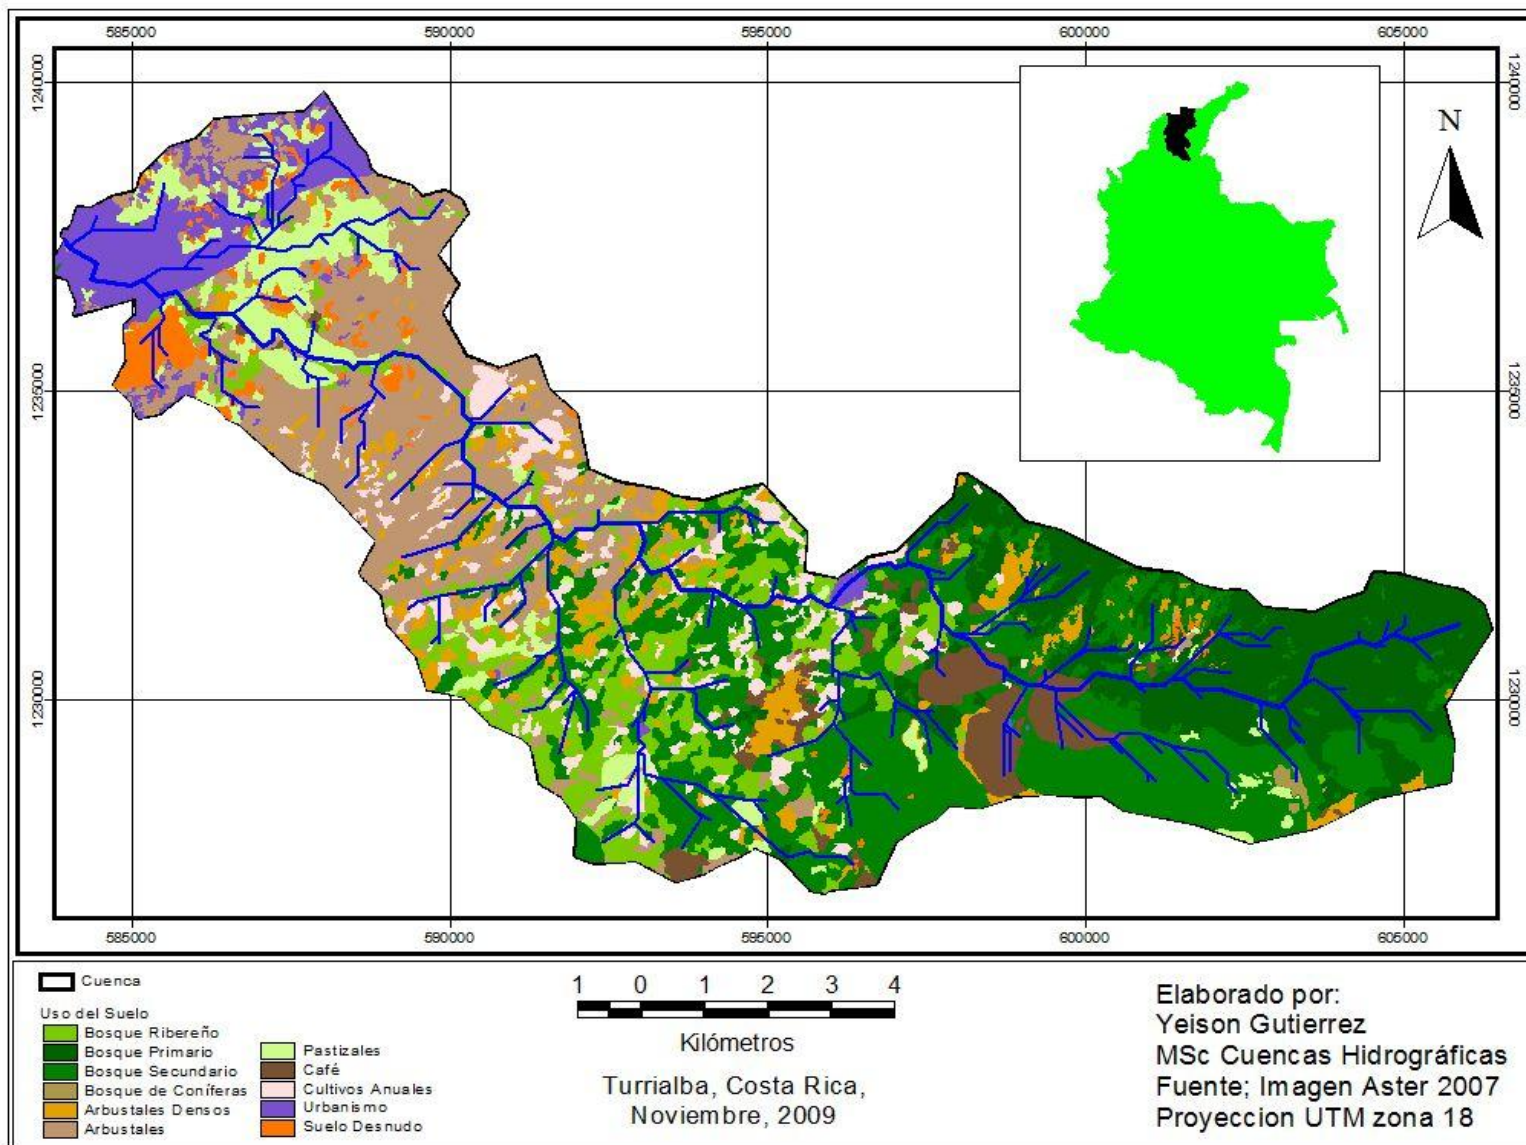 585000 590000 595000 600000 605000
1240000 1240000
N
1235000 1235000
1230000 1230000
585000 590000 595000 600000 605000
Cuenca
Uso del Suelo
Bosque Ribereño
Bosque Primario
Bosque Secundario
Bosque de Coníferas
Arbustales Densos
Arbustales
Pastizales
Café
Cultivos Anuales
Urbanismo
Suelo Desnudo
1 0 1 2 3 4
Kilómetros
Turrialba, Costa Rica,
Noviembre, 2009
Elaborado por:
Yeison Gutierrez
MSc Cuencas Hidrográficas
Fuente; Imagen Aster 2007
Proyeccion UTM zona 18